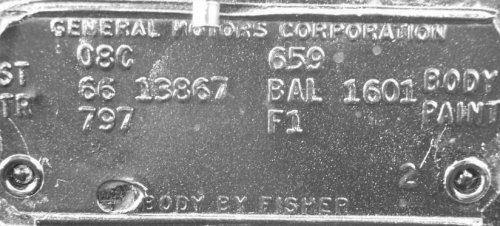 GENERAL MOTORS CORPORATION
08C 659
ST 66 13867 BAL 1601 BODY
TR 797 F1 PAINT
2
BODY BY FISHER